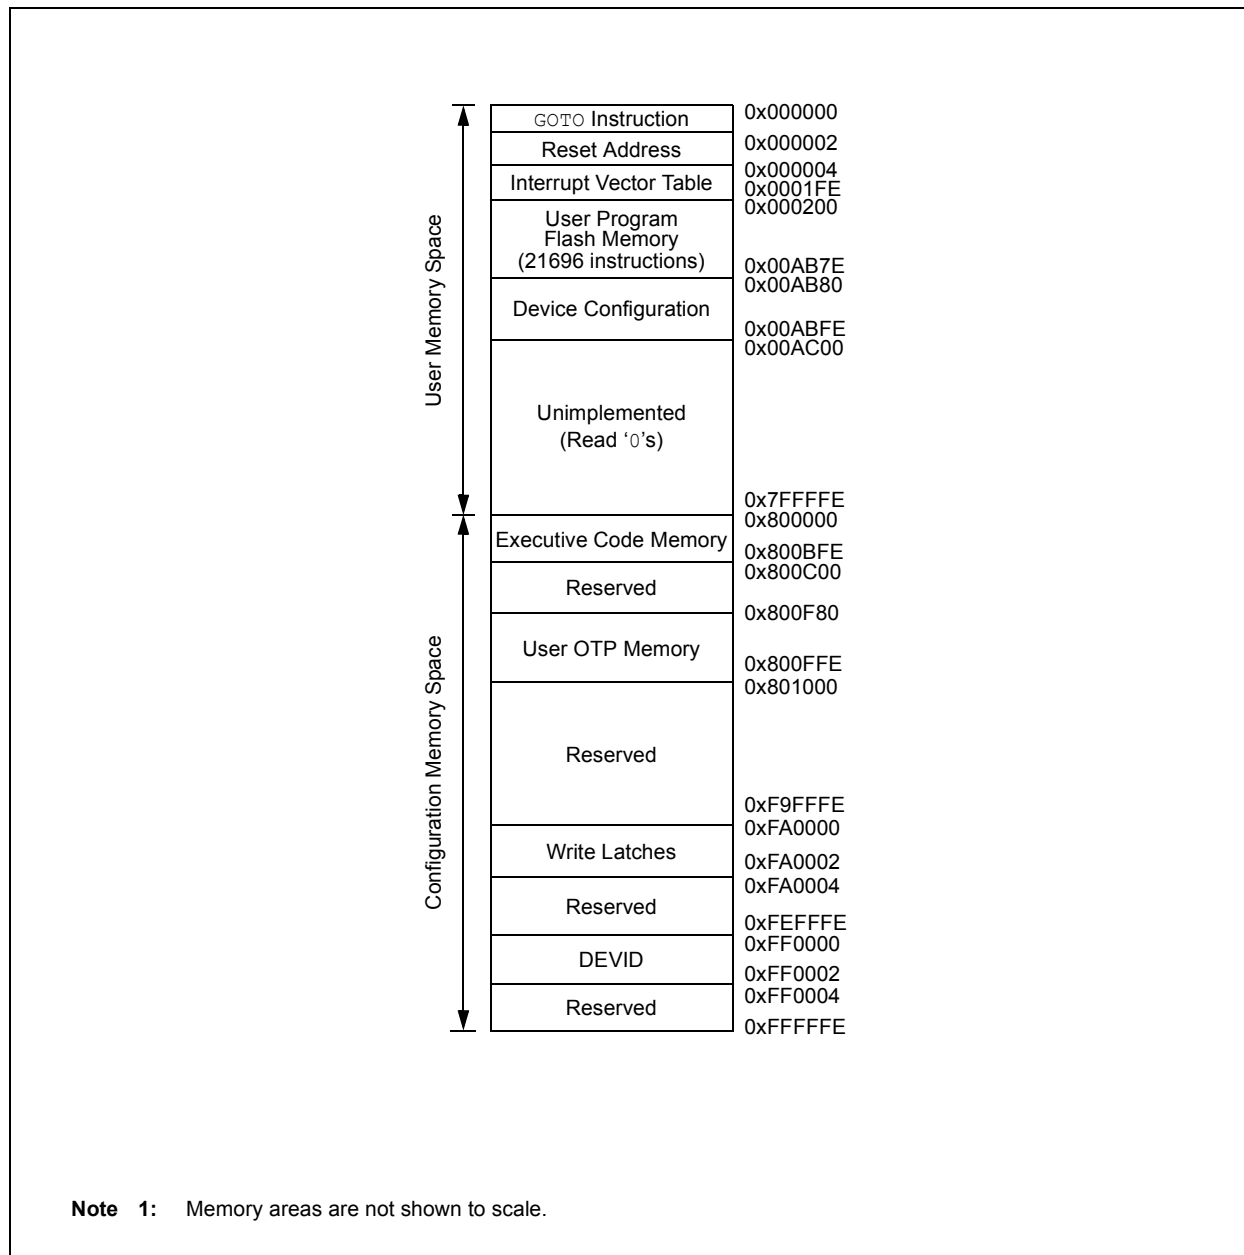 GOTO Instruction
0x000000
Reset Address
0x000002
Interrupt Vector Table
0x000004
0x0001FE
User Program
Flash Memory
(21696 instructions)
0x000200
0x00AB7E
Device Configuration
0x00AB80
0x00ABFE
Unimplemented
(Read ‘0’s)
0x00AC00
0x7FFFFE
User Memory Space
Executive Code Memory
0x800000
0x800BFE
Reserved
0x800C00
User OTP Memory
0x800F80
0x800FFE
Reserved
0x801000
0xF9FFFE
Write Latches
0xFA0000
0xFA0002
Reserved
0xFA0004
0xFEFFFE
DEVID
0xFF0000
0xFF0002
Reserved
0xFF0004
0xFFFFFE
Configuration Memory Space
Note 1: Memory areas are not shown to scale.